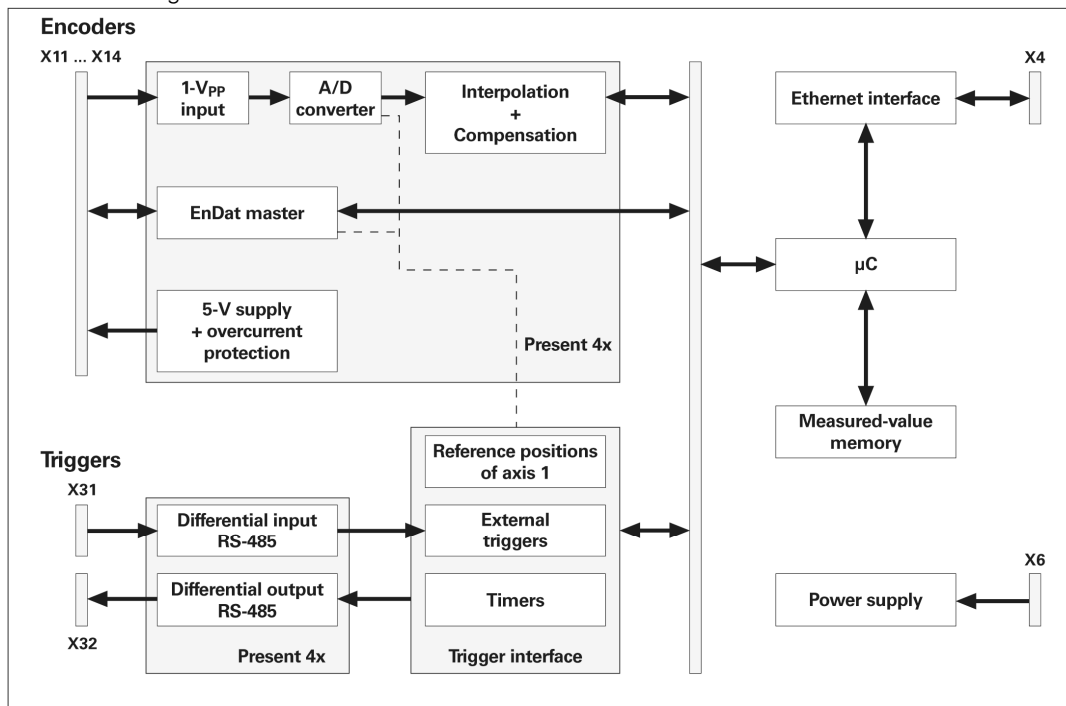 Encoders
X11 ... X14
1-VPP
input
A/D
converter
Interpolation
+
Compensation
EnDat master
5-V supply
+ overcurrent
protection
Present 4x
X4
Ethernet interface
µC
Measured-value
memory
Triggers
X31
Differential input
RS-485
Differential output
RS-485
X32
Present 4x
Reference positions
of axis 1
External
triggers
Timers
Trigger interface
X6
Power supply